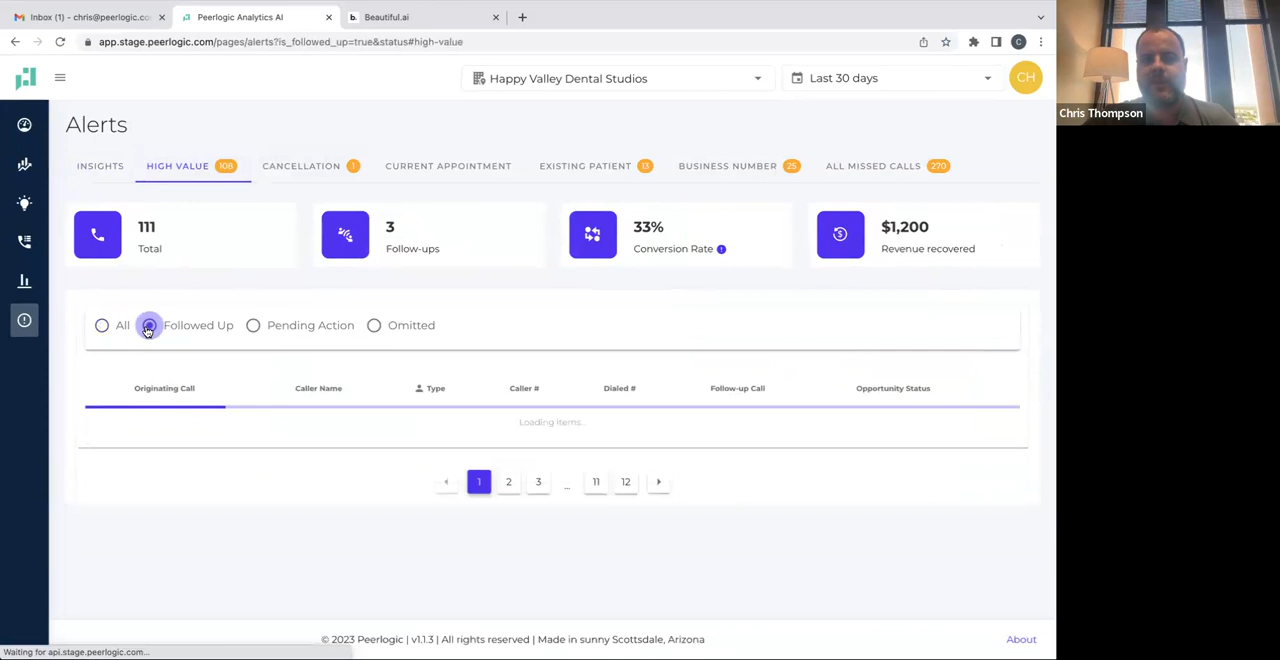 Inbox (1) - chris@peerlogic.co
Peerlogic Analytics AI
b. Beautiful.ai
app.stage.peerlogic.com/pages/alerts?is_followed_up=true&status#high-value
C
Happy Valley Dental Studios
Last 30 days
CH
Chris Thompson
Alerts
INSIGHTS
HIGH VALUE 108
CANCELLATION 1
CURRENT APPOINTMENT
EXISTING PATIENT 13
BUSINESS NUMBER 25
ALL MISSED CALLS 270
111
Total
3
Follow-ups
33%
Conversion Rate
$1,200
Revenue recovered
All
Followed Up
Pending Action
Omitted
Originating Call
Caller Name
Type
Caller #
Dialed #
Follow-up Call
Opportunity Status
Loading items...
1 2 3 ... 11 12
© 2023 Peerlogic | v1.1.3 | All rights reserved | Made in sunny Scottsdale, Arizona
About
Waiting for api.stage.peerlogic.com...